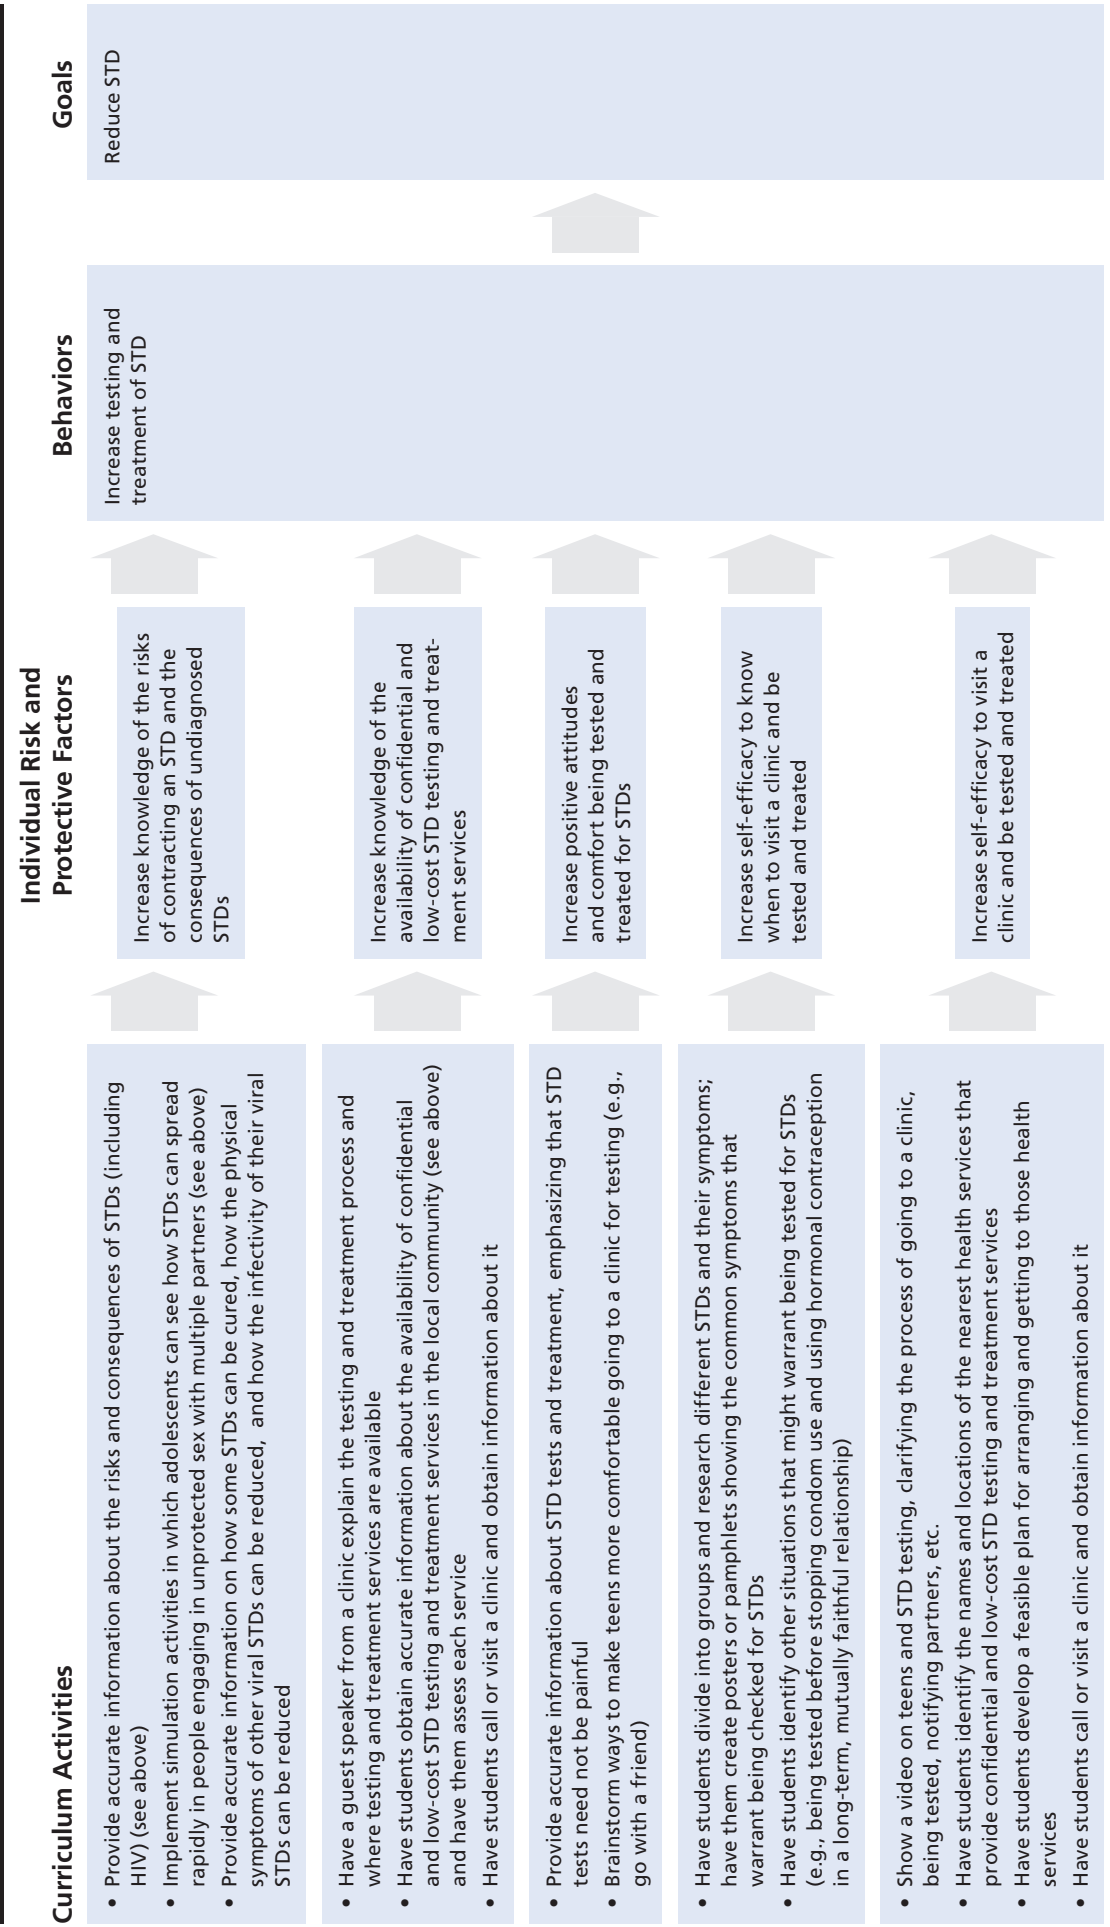 Curriculum Activities
Individual Risk and
Protective Factors
Behaviors
Goals
• Provide accurate information about the risks and consequences of STDs (including
HIV) (see above)
• Implement simulation activities in which adolescents can see how STDs can spread
rapidly in people engaging in unprotected sex with multiple partners (see above)
• Provide accurate information on how some STDs can be cured, how the physical
symptoms of other viral STDs can be reduced, and how the infectivity of their viral
STDs can be reduced
Increase knowledge of the risks
of contracting an STD and the
consequences of undiagnosed
STDs
Increase testing and
treatment of STD
Reduce STD
• Have a guest speaker from a clinic explain the testing and treatment process and
where testing and treatment services are available
• Have students obtain accurate information about the availability of confidential
and low-cost STD testing and treatment services in the local community (see above)
and have them assess each service
• Have students call or visit a clinic and obtain information about it
Increase knowledge of the
availability of confidential and
low-cost STD testing and treat-
ment services
• Provide accurate information about STD tests and treatment, emphasizing that STD
tests need not be painful
• Brainstorm ways to make teens more comfortable going to a clinic for testing (e.g.,
go with a friend)
Increase positive attitudes
and comfort being tested and
treated for STDs
• Have students divide into groups and research different STDs and their symptoms;
have them create posters or pamphlets showing the common symptoms that
warrant being checked for STDs
• Have students identify other situations that might warrant being tested for STDs
(e.g., being tested before stopping condom use and using hormonal contraception
in a long-term, mutually faithful relationship)
Increase self-efficacy to know
when to visit a clinic and be
tested and treated
• Show a video on teens and STD testing, clarifying the process of going to a clinic,
being tested, notifying partners, etc.
• Have students identify the names and locations of the nearest health services that
provide confidential and low-cost STD testing and treatment services
• Have students develop a feasible plan for arranging and getting to those health
services
• Have students call or visit a clinic and obtain information about it
Increase self-efficacy to visit a
clinic and be tested and treated